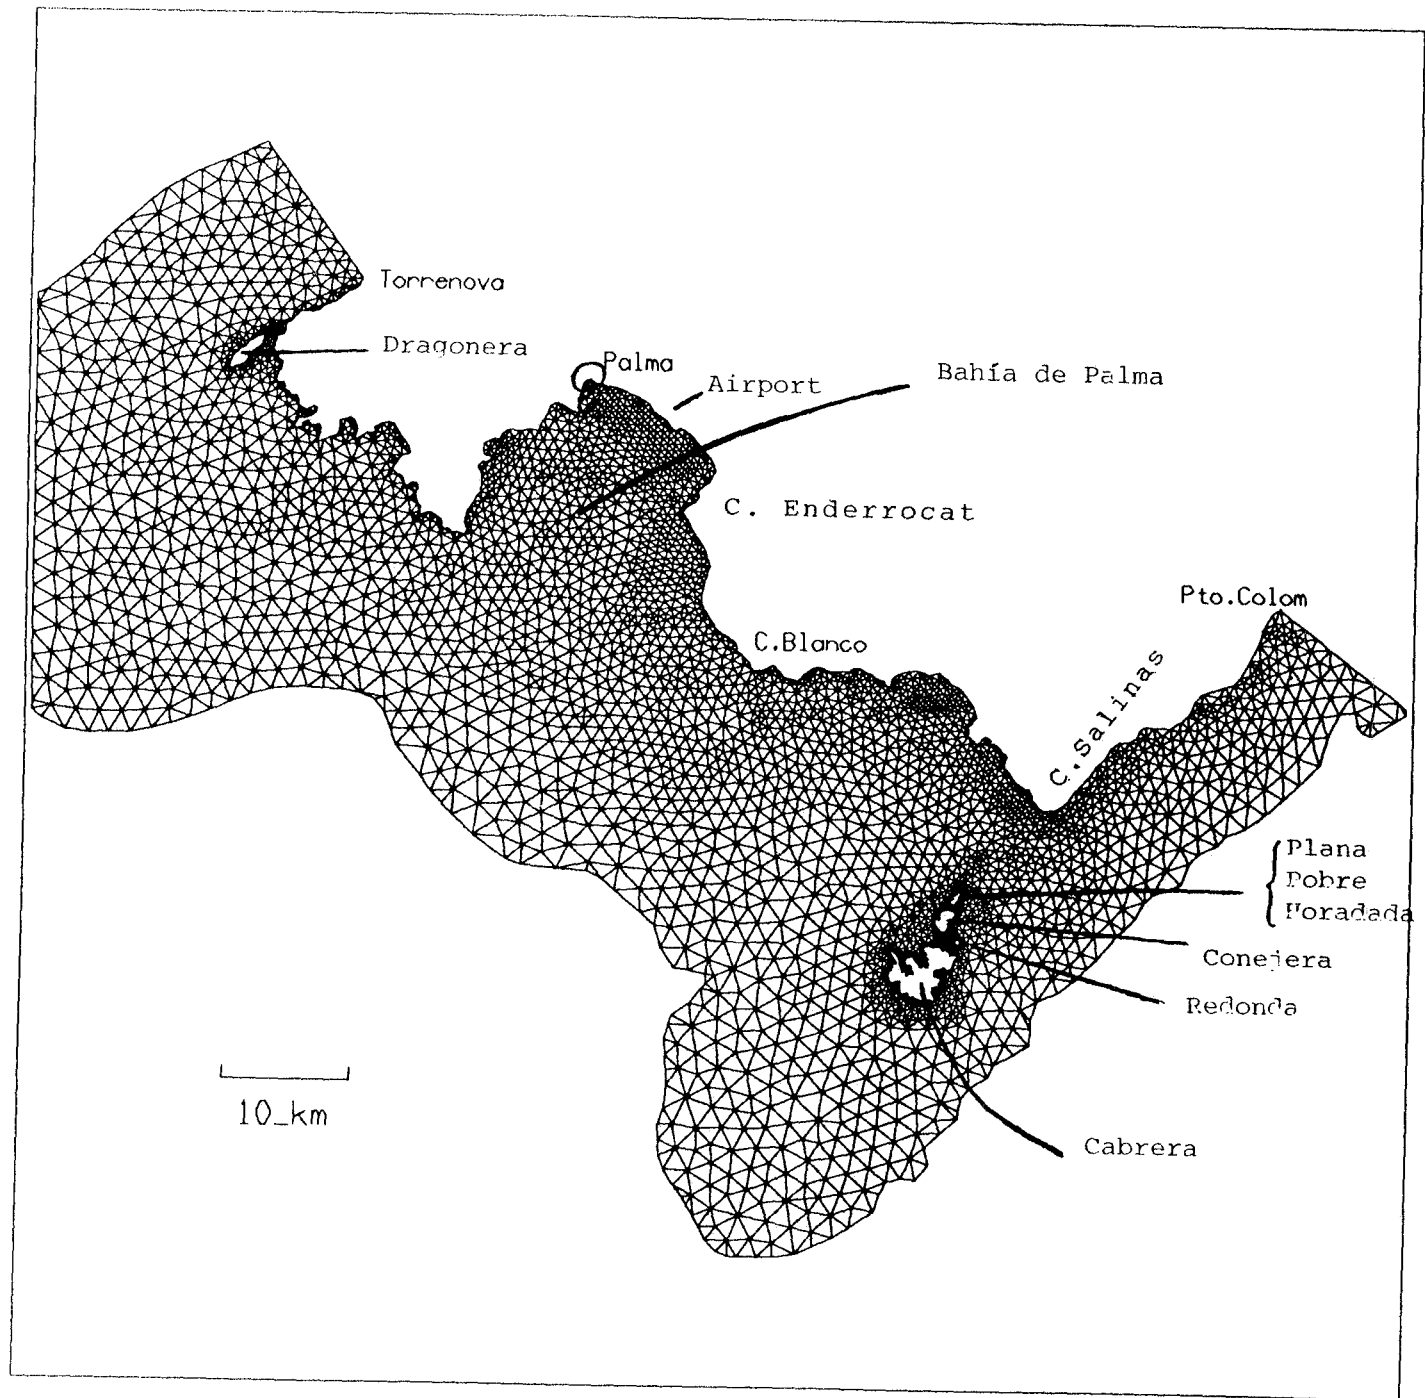 Torrenova
Dragonera
Palma
Airport
Bahía de Palma
C. Enderrocat
Pto.Colom
C.Blanco
C.Salinas
Plana
Pobre
Foradada
Conejera
Redonda
10_km
Cabrera